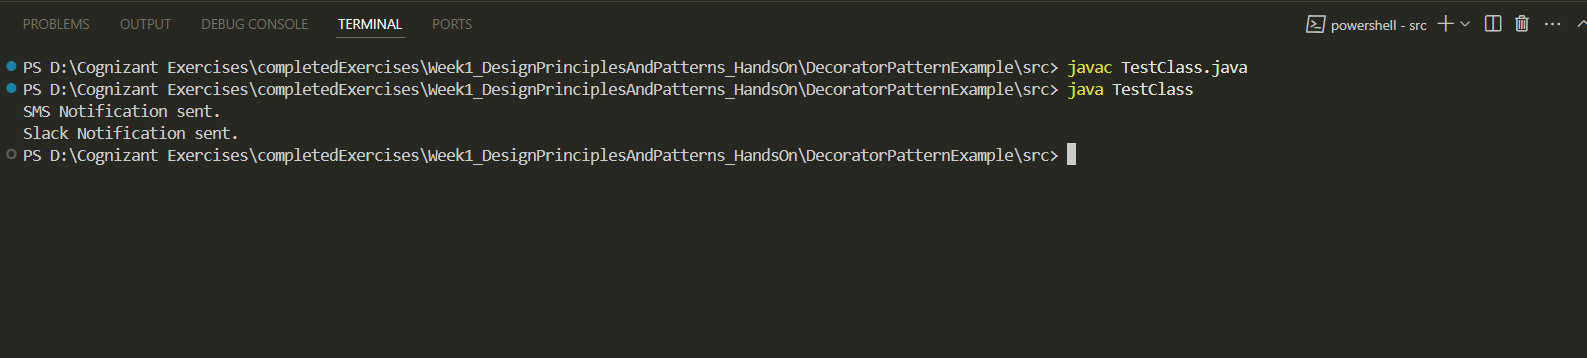 PROBLEMS OUTPUT DEBUG CONSOLE TERMINAL PORTS powershell - src
PS D:\Cognizant Exercises\completedExercises\Week1_DesignPrinciplesAndPatterns_HandsOn\DecoratorPatternExample\src> javac TestClass.java
PS D:\Cognizant Exercises\completedExercises\Week1_DesignPrinciplesAndPatterns_HandsOn\DecoratorPatternExample\src> java TestClass
SMS Notification sent.
Slack Notification sent.
PS D:\Cognizant Exercises\completedExercises\Week1_DesignPrinciplesAndPatterns_HandsOn\DecoratorPatternExample\src>